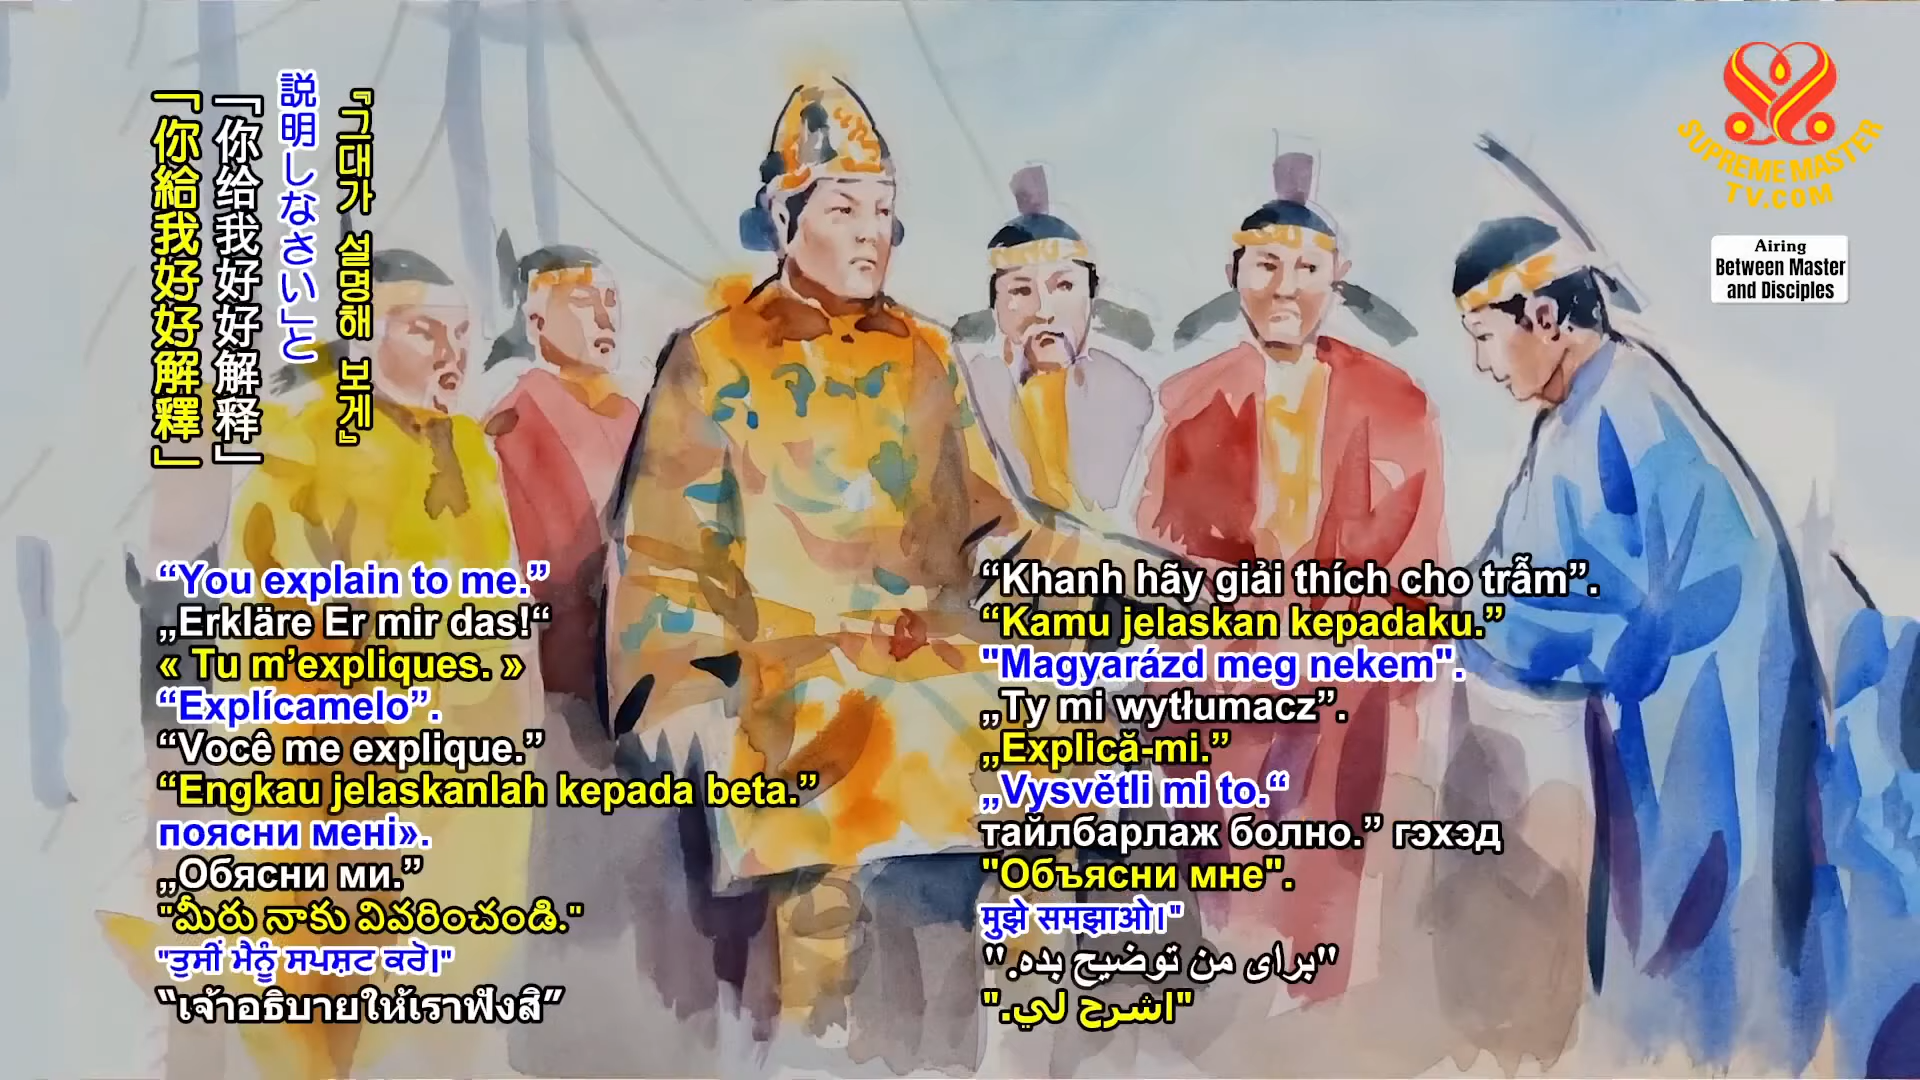 『그대가 설명해 보게』
説明しなさい」と
「你给我好好解释」
「你給我好好解釋」
SUPREME MASTER
TV.COM
Airing
Between Master
and Disciples
“You explain to me.”
„Erkläre Er mir das!“
« Tu m’expliques. »
“Explícamelo”.
“Você me explique.”
“Engkau jelaskanlah kepada beta.”
поясни мені».
„Обясни ми.”
"మీరు నాకు వివరించండి."
"ਤੁਸੀਂ ਮੈਨੂੰ ਸਪਸ਼ਟ ਕਰੋ।"
“เจ้าอธิบายให้เราฟังสิ”
“Khanh hãy giải thích cho trẫm”.
“Kamu jelaskan kepadaku.”
"Magyarázd meg nekem".
„Ty mi wytłumacz”.
„Explică-mi.”
„Vysvětli mi to.“
тайлбарлаж болно.” гэхэд
"Объясни мне".
मुझे समझाओ।"
"برای من توضیح بده."
"اشرح لي."